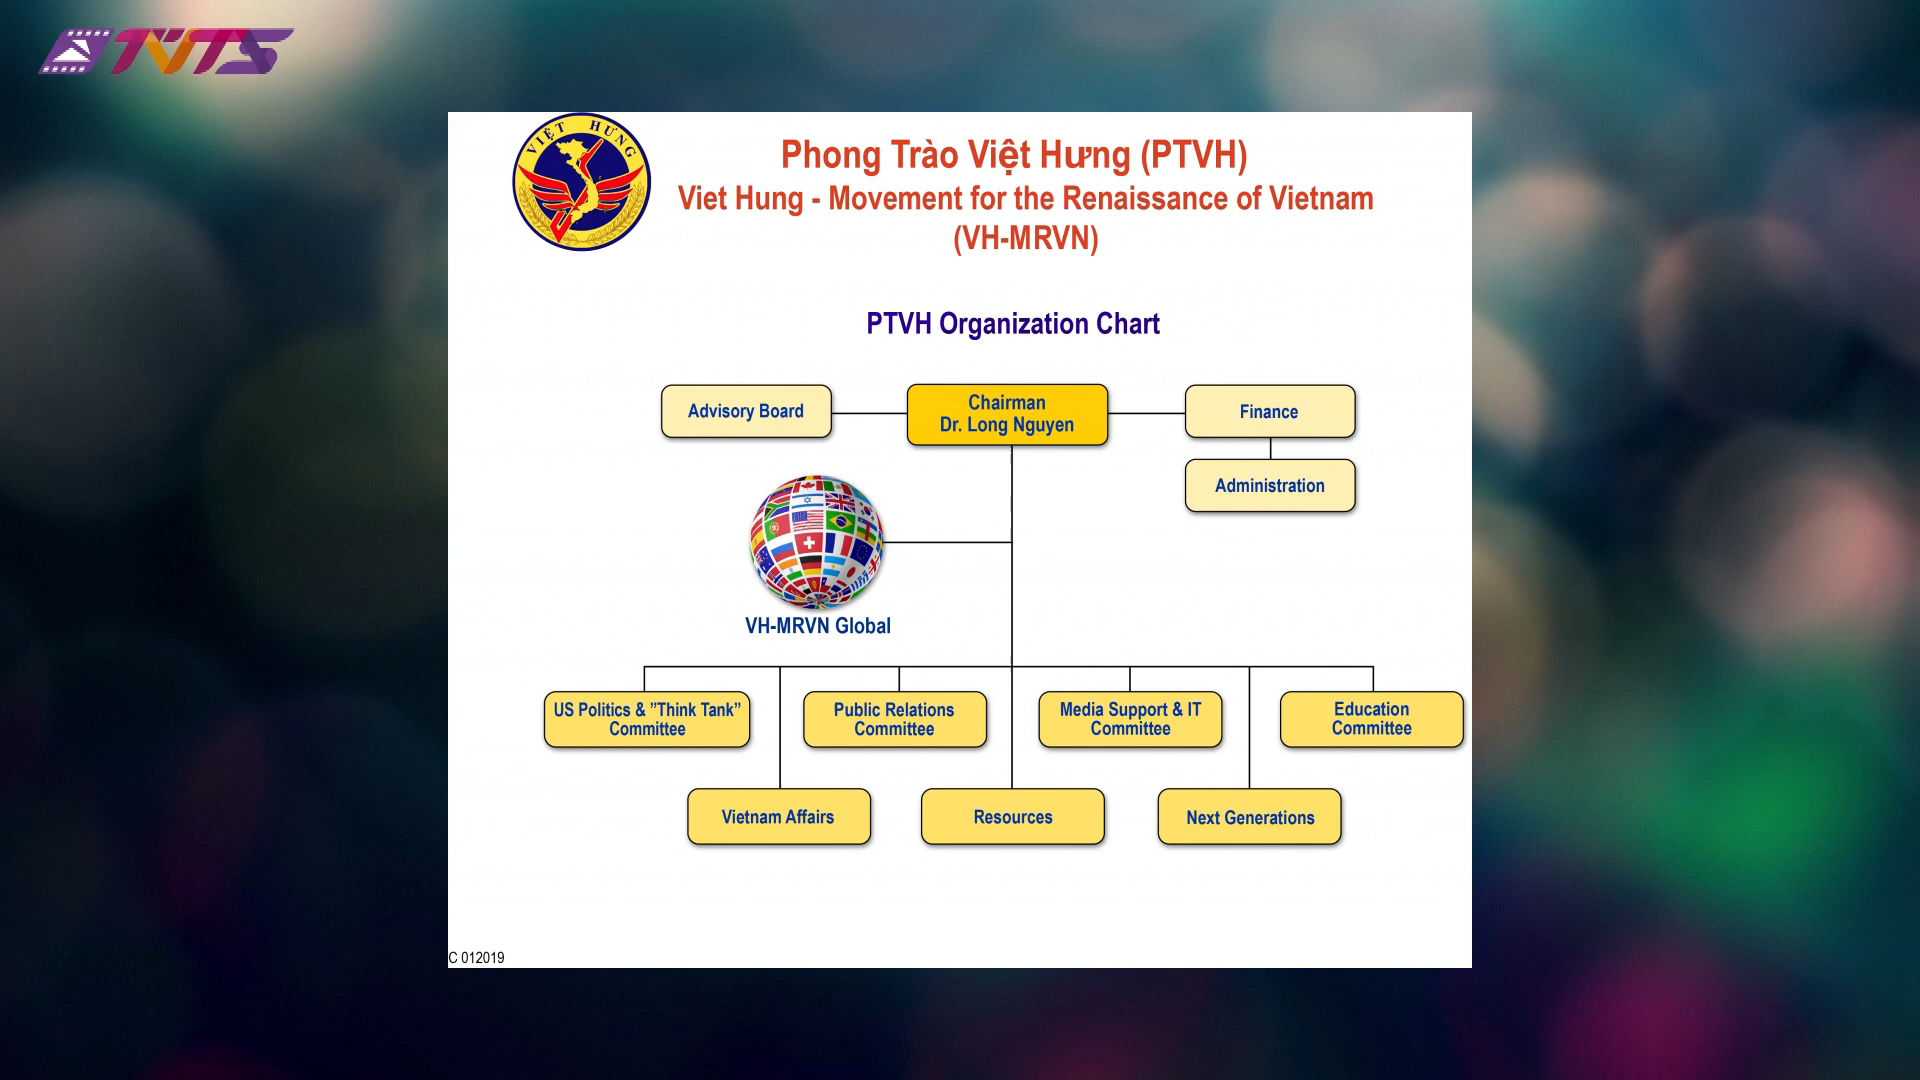 TVTS
VIỆT HƯNG
Phong Trào Việt Hưng (PTVH)
Viet Hung - Movement for the Renaissance of Vietnam
(VH-MRVN)
PTVH Organization Chart
Advisory Board
Chairman
Dr. Long Nguyen
Finance
Administration
VH-MRVN Global
US Politics & ”Think Tank”
Committee
Public Relations
Committee
Media Support & IT
Committee
Education
Committee
Vietnam Affairs
Resources
Next Generations
C 012019